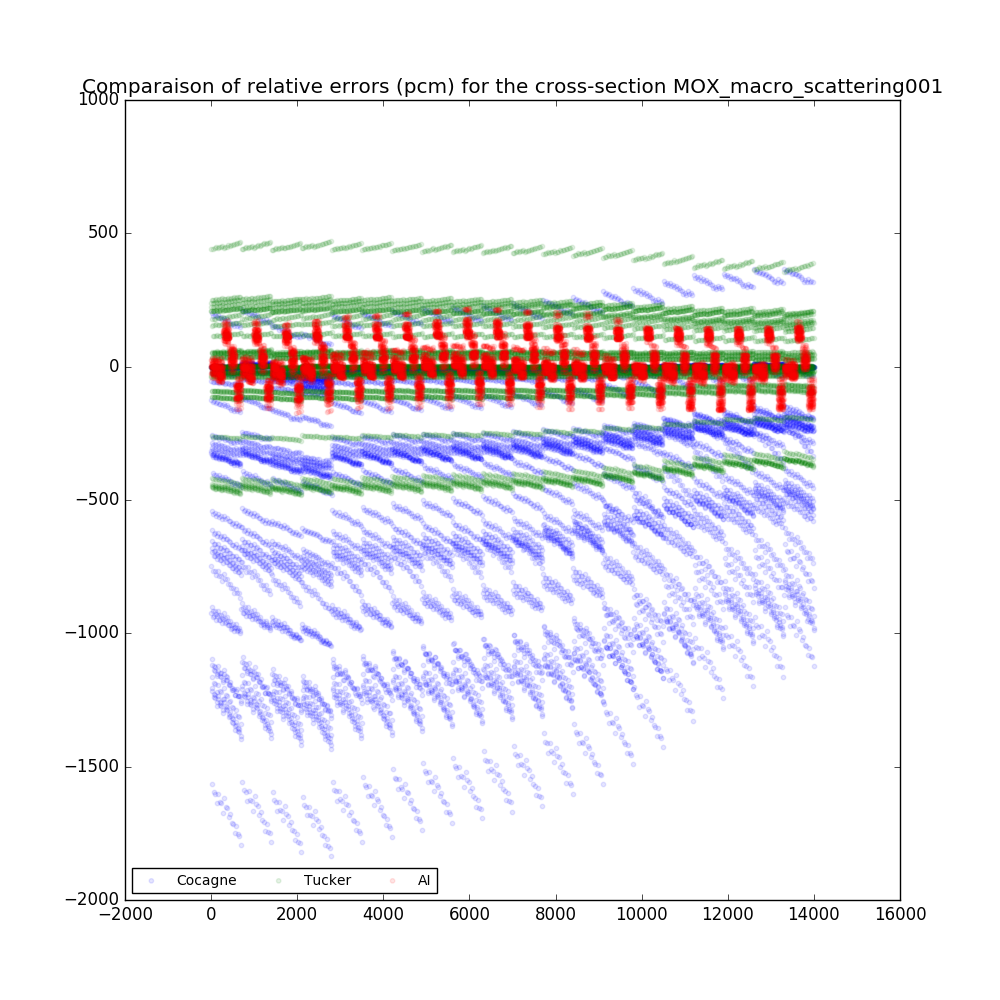 Comparaison of relative errors (pcm) for the cross-section MOX_macro_scattering001
1000
500
0
−500
−1000
−1500
−2000
Cocagne Tucker AI
−2000 0 2000 4000 6000 8000 10000 12000 14000 16000